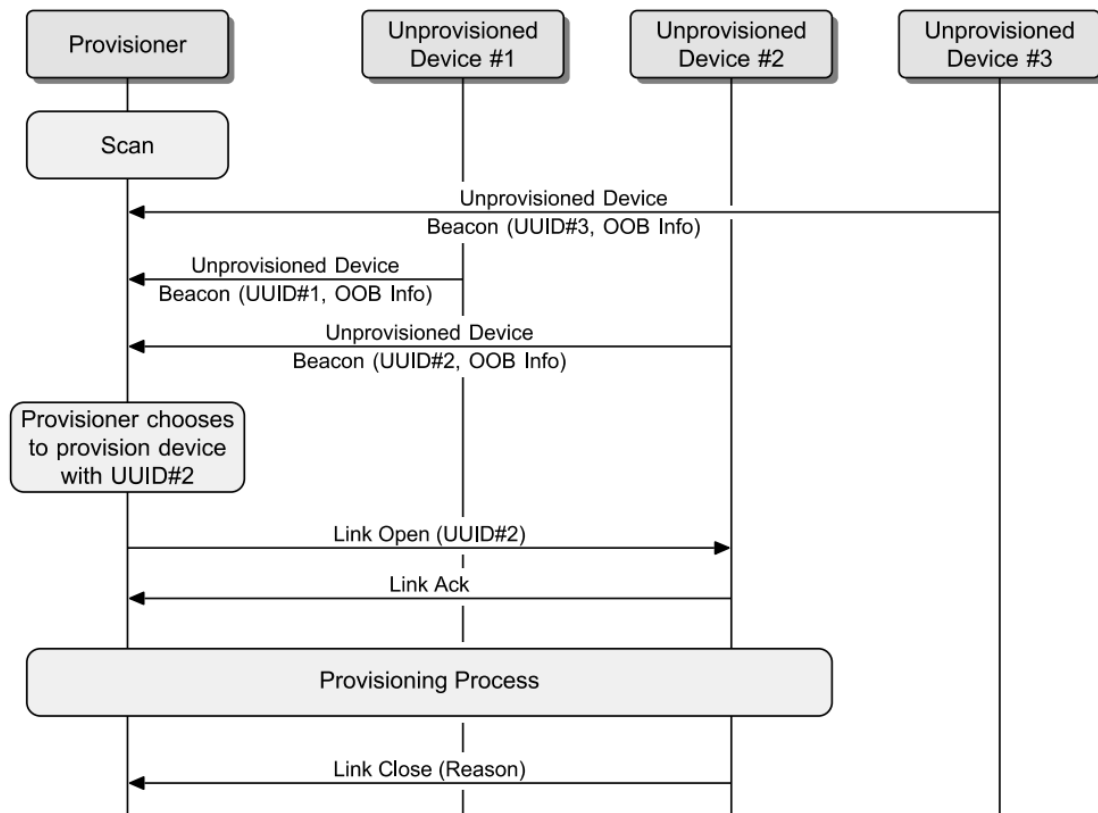 Provisioner
Unprovisioned
Device #1
Unprovisioned
Device #2
Unprovisioned
Device #3
Scan
Unprovisioned Device
Beacon (UUID#3, OOB Info)
Unprovisioned Device
Beacon (UUID#1, OOB Info)
Unprovisioned Device
Beacon (UUID#2, OOB Info)
Provisioner chooses
to provision device
with UUID#2
Link Open (UUID#2)
Link Ack
Provisioning Process
Link Close (Reason)